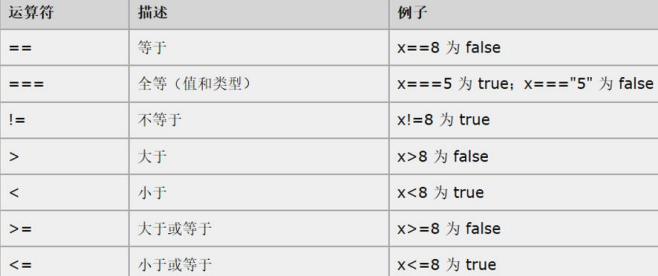 运算符 描述 例子
== 等于 x==8 为 false
=== 全等（值和类型） x===5 为 true；x==="5" 为 false
!= 不等于 x!=8 为 true
> 大于 x>8 为 false
< 小于 x<8 为 true
>= 大于或等于 x>=8 为 false
<= 小于或等于 x<=8 为 true